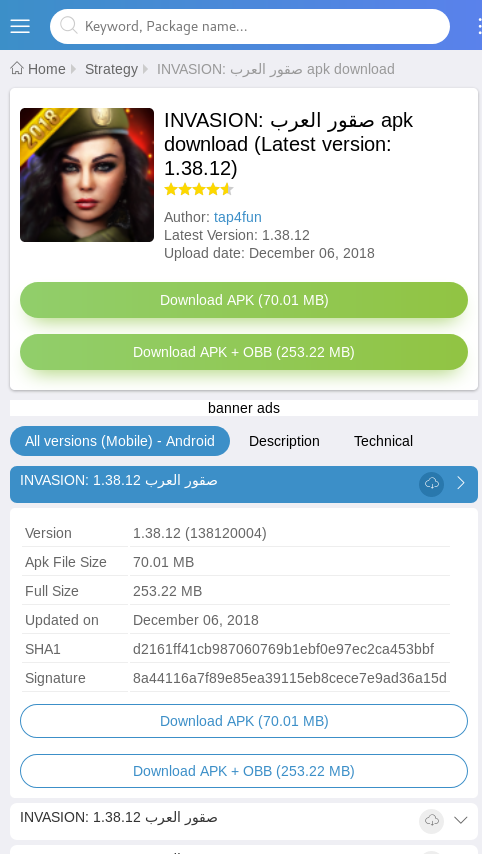 Keyword, Package name...
Home Strategy INVASION: صقور العرب apk download
2018
INVASION: صقور العرب apk
download (Latest version:
1.38.12)
Author: tap4fun
Latest Version: 1.38.12
Upload date: December 06, 2018
Download APK (70.01 MB)
Download APK + OBB (253.22 MB)
banner ads
All versions (Mobile) - Android Description Technical
INVASION: صقور العرب 1.38.12
Version 1.38.12 (138120004)
Apk File Size 70.01 MB
Full Size 253.22 MB
Updated on December 06, 2018
SHA1 d2161ff41cb987060769b1ebf0e97ec2ca453bbf
Signature 8a44116a7f89e85ea39115eb8cece7e9ad36a15d
Download APK (70.01 MB)
Download APK + OBB (253.22 MB)
INVASION: صقور العرب 1.38.12